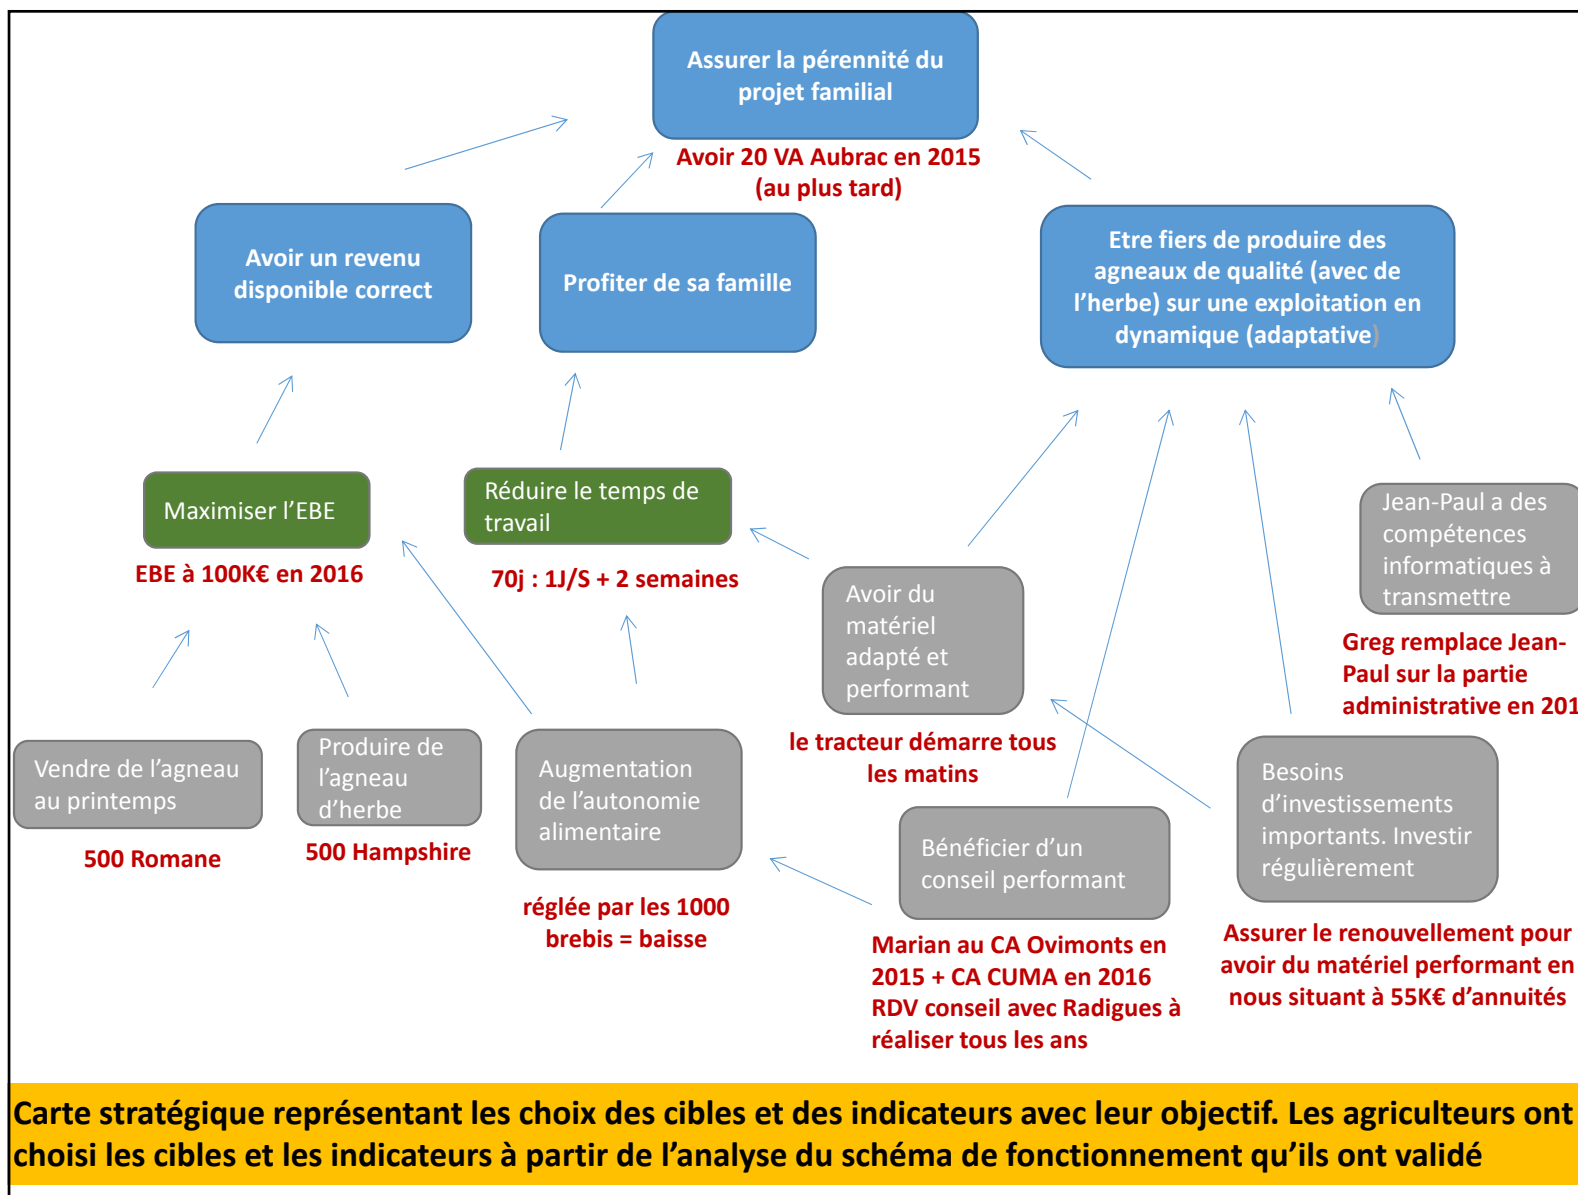 Assurer la pérennité du
projet familial
Avoir 20 VA Aubrac en 2015
(au plus tard)
Avoir un revenu
disponible correct
Profiter de sa famille
Etre fiers de produire des
agneaux de qualité (avec de
l’herbe) sur une exploitation en
dynamique (adaptative)
Maximiser l’EBE
EBE à 100K€ en 2016
Réduire le temps de
travail
70j : 1J/S + 2 semaines
Avoir du
matériel
adapté et
performant
le tracteur démarre tous
les matins
Jean-Paul a des
compétences
informatiques à
transmettre
Greg remplace Jean-
Paul sur la partie
administrative en 201
Vendre de l’agneau
au printemps
500 Romane
Produire de
l’agneau
d’herbe
500 Hampshire
Augmentation
de l’autonomie
alimentaire
réglée par les 1000
brebis = baisse
Bénéficier d’un
conseil performant
Marian au CA Ovimonts en
2015 + CA CUMA en 2016
RDV conseil avec Radigues à
réaliser tous les ans
Besoins
d’investissements
importants. Investir
régulièrement
Assurer le renouvellement pour
avoir du matériel performant en
nous situant à 55K€ d’annuités
Carte stratégique représentant les choix des cibles et des indicateurs avec leur objectif. Les agriculteurs ont
choisi les cibles et les indicateurs à partir de l’analyse du schéma de fonctionnement qu’ils ont validé